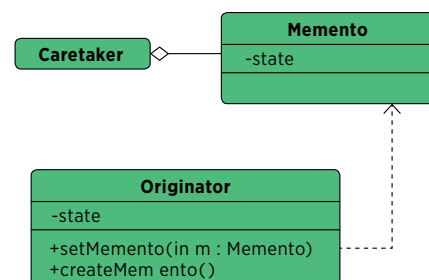 Memento
Caretaker
-state
Originator
-state
+setMemento(in m : Memento)
+createMem ento()